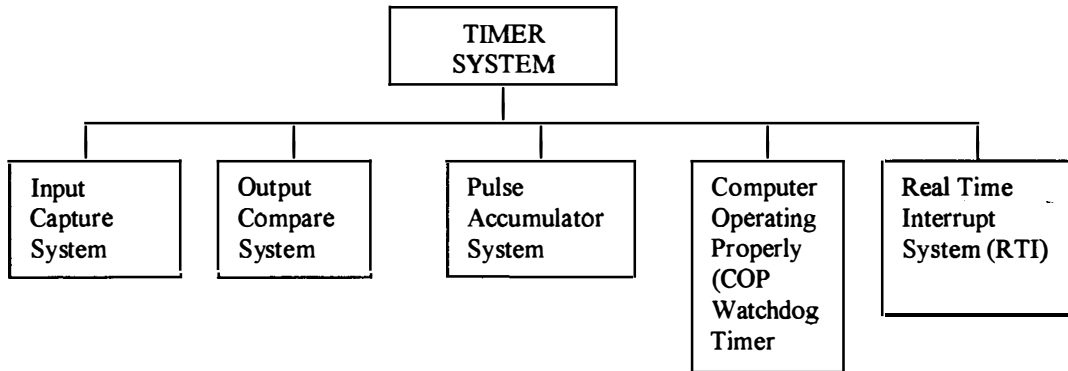 TIMER
SYSTEM
Input
Capture
System
Output
Compare
System
Pulse
Accumulator
System
Computer
Operating
Properly
(COP
Watchdog
Timer
Real Time
Interrupt
System (RTI)